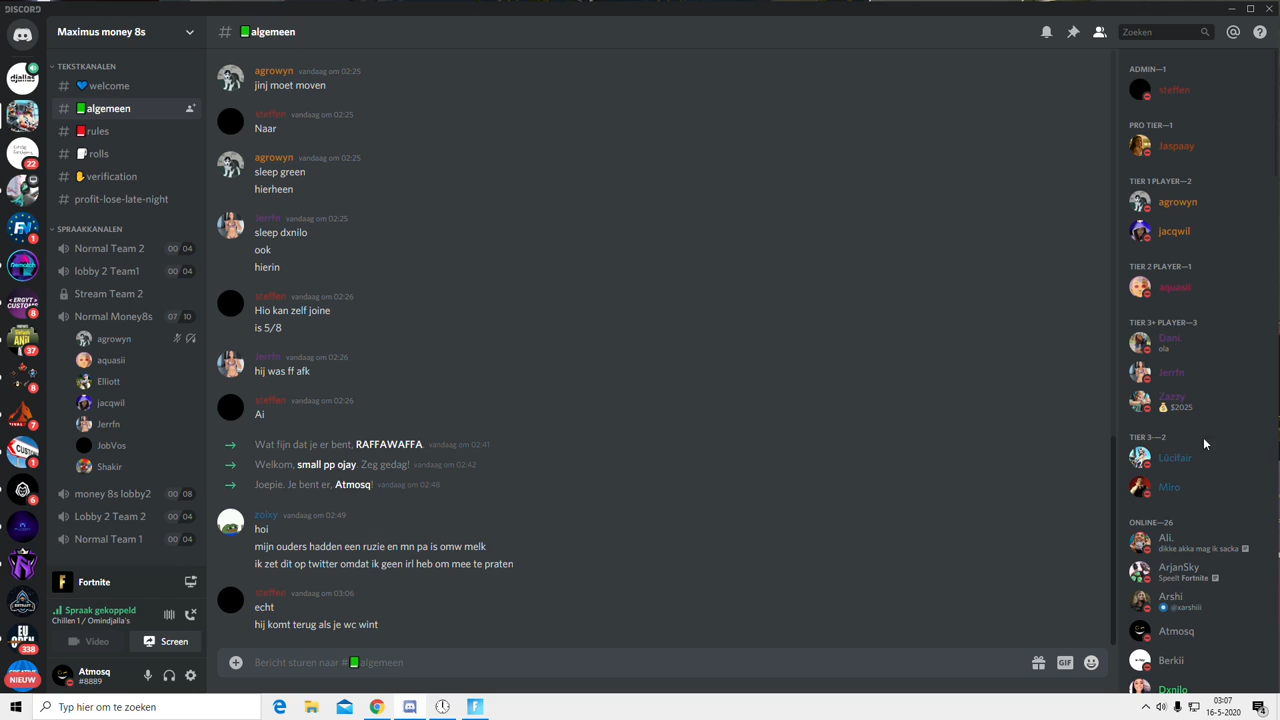 DISCORD
Maximus money 8s
# algemeen
Zoeken
TEKSTKANALEN
# welcome
# algemeen
# rules
# rolls
# verification
# profit-lose-late-night
SPRAAKKANALEN
Normal Team 2 00 04
lobby 2 Team1 00 04
Stream Team 2
Normal Money8s 07 10
agrowyn
aquasii
Elliott
jacqwil
Jerrfn
JobVos
Shakir
money 8s lobby2 00 08
Lobby 2 Team 2 00 04
Normal Team 1 00 04
Fortnite
Spraak gekoppeld
Chillen 1 / Omindjalla's
Video Screen
Atmosq
#8889
22
1
8
37
8
7
1
6
338
NIEUW
agrowyn vandaag om 02:25
jinj moet moven
steffen vandaag om 02:25
Naar
agrowyn vandaag om 02:25
sleep green
hierheen
Jerrfn vandaag om 02:25
sleep dxnilo
ook
hierin
steffen vandaag om 02:26
Hio kan zelf joine
is 5/8
Jerrfn vandaag om 02:26
hij was ff afk
steffen vandaag om 02:26
Ai
Wat fijn dat je er bent, RAFFAWAFFA. vandaag om 02:41
Welkom, small pp ojay. Zeg gedag! vandaag om 02:42
Joepie. Je bent er, Atmosq! vandaag om 02:48
zolxy vandaag om 02:49
hoi
mijn ouders hadden een ruzie en mn pa is omw melk
ik zet dit op twitter omdat ik geen irl heb om mee te praten
steffen vandaag om 03:06
echt
hij komt terug als je wc wint
Bericht sturen naar # algemeen
GIF
ADMIN—1
steffen
PRO TIER—1
Jaspaay
TIER 1 PLAYER—2
agrowyn
jacqwil
TIER 2 PLAYER—1
aquasii
TIER 3+ PLAYER—3
Dani.
ola
Jerrfn
Zazzy
$2025
TIER 3—2
Lúcifair
Miro
ONLINE—26
Ali.
dikke akka mag ik sacka
ArjanSky
Speelt Fortnite
Arshi
@xarshiii
Atmosq
Berkii
Dxnilo
Typ hier om te zoeken
03:07
16-5-2020
4